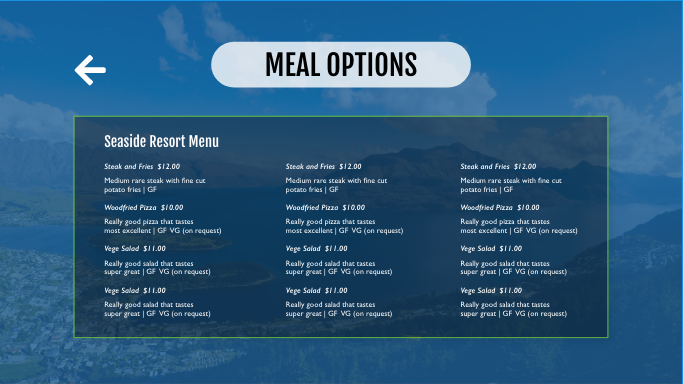 MEAL OPTIONS
Seaside Resort Menu
Steak and Fries $12.00
Medium rare steak with fine cut
potato fries | GF
Woodfried Pizza $10.00
Really good pizza that tastes
most excellent | GF VG (on request)
Vege Salad $11.00
Really good salad that tastes
super great | GF VG (on request)
Vege Salad $11.00
Really good salad that tastes
super great | GF VG (on request)
Steak and Fries $12.00
Medium rare steak with fine cut
potato fries | GF
Woodfried Pizza $10.00
Really good pizza that tastes
most excellent | GF VG (on request)
Vege Salad $11.00
Really good salad that tastes
super great | GF VG (on request)
Vege Salad $11.00
Really good salad that tastes
super great | GF VG (on request)
Steak and Fries $12.00
Medium rare steak with fine cut
potato fries | GF
Woodfried Pizza $10.00
Really good pizza that tastes
most excellent | GF VG (on request)
Vege Salad $11.00
Really good salad that tastes
super great | GF VG (on request)
Vege Salad $11.00
Really good salad that tastes
super great | GF VG (on request)